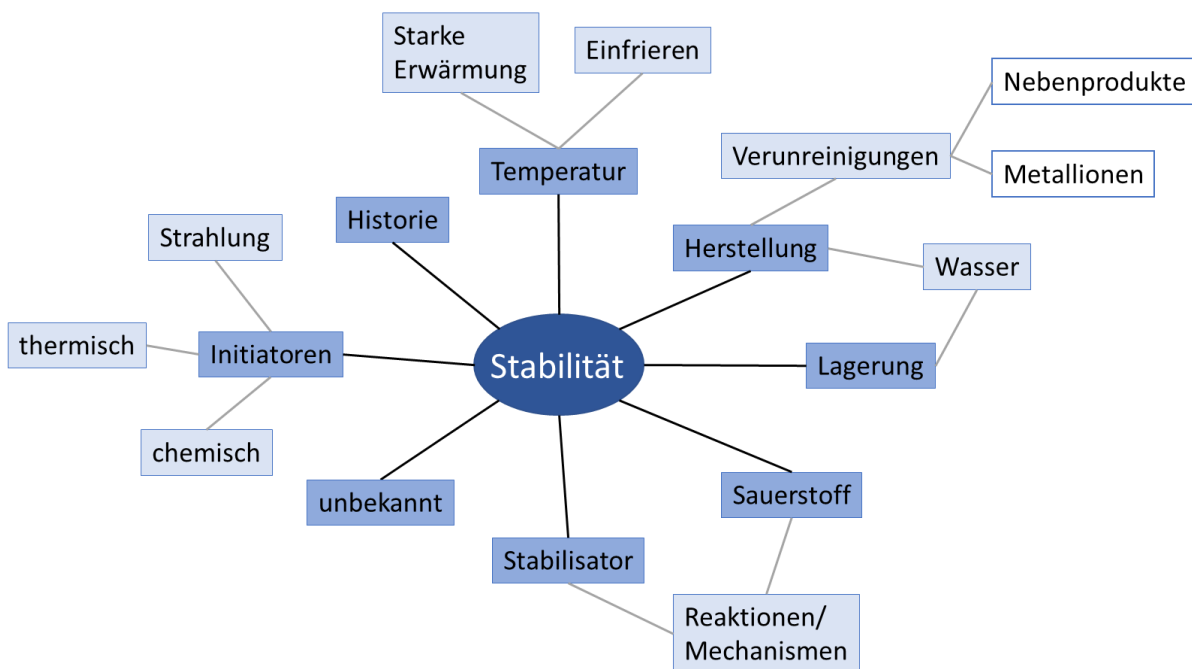 Starke
Erwärmung
Einfrieren
Nebenprodukte
Verunreinigungen
Temperatur
Metallionen
Historie
Strahlung
Herstellung
Wasser
thermisch
Initiatoren
Stabilität
Lagerung
chemisch
unbekannt
Sauerstoff
Stabilisator
Reaktionen/
Mechanismen